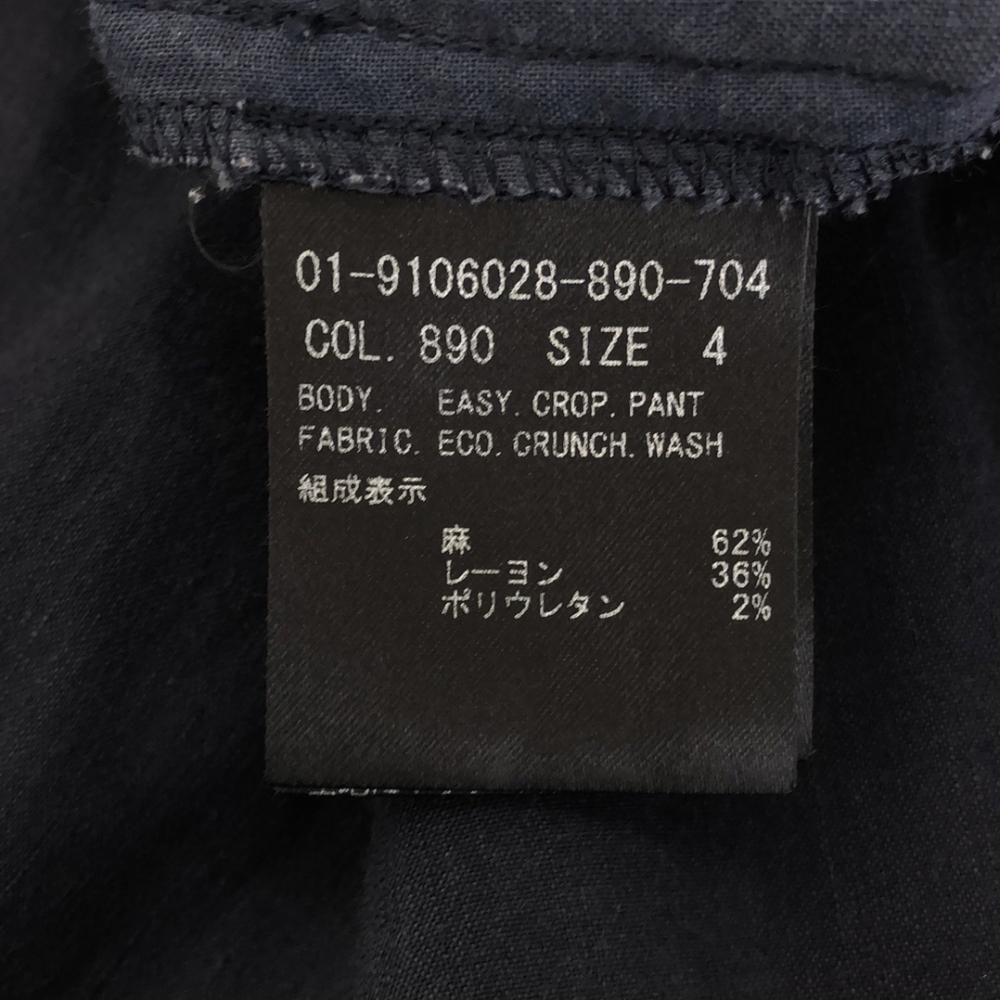 01-9106028-890-704
COL. 890 SIZE 4
BODY. EASY. CROP. PANT
FABRIC. ECO. CRUNCH. WASH
組成表示
麻 62%
レーヨン 36%
ポリウレタン 2%